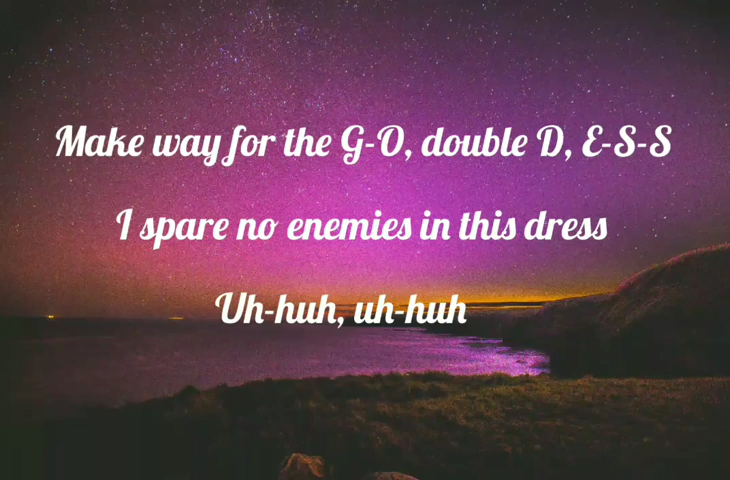 Make way for the G-O, double D, E-S-S
I spare no enemies in this dress
Uh-huh, uh-huh